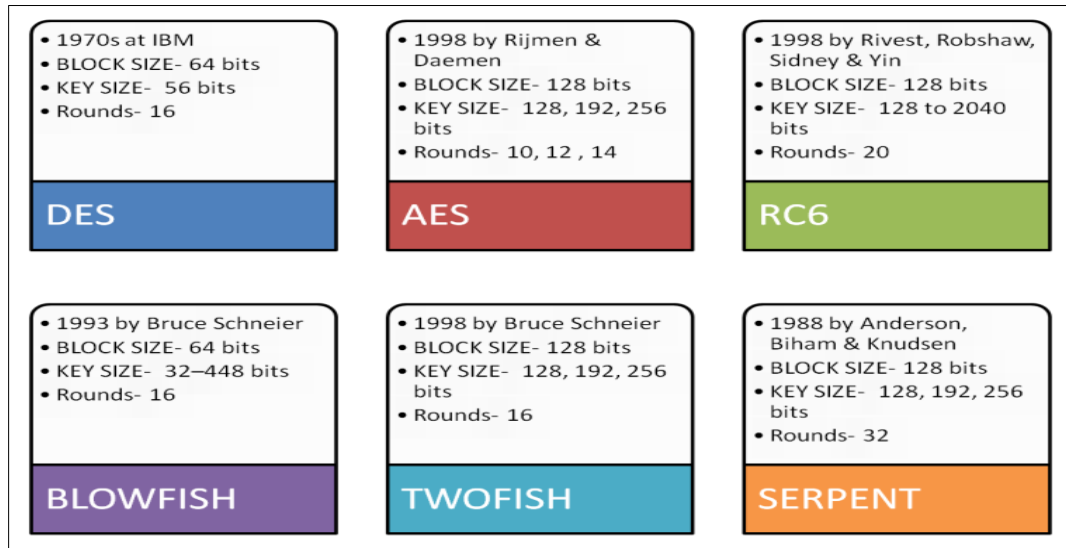 • 1970s at IBM
• BLOCK SIZE- 64 bits
• KEY SIZE-  56 bits
• Rounds- 16
DES
• 1998 by Rijmen &
Daemen
• BLOCK SIZE- 128 bits
• KEY SIZE-  128, 192, 256
bits
• Rounds- 10, 12 , 14
AES
• 1998 by Rivest, Robshaw,
Sidney & Yin
• BLOCK SIZE- 128 bits
• KEY SIZE-  128 to 2040
bits
• Rounds- 20
RC6
• 1993 by Bruce Schneier
• BLOCK SIZE- 64 bits
• KEY SIZE-  32–448 bits
• Rounds- 16
BLOWFISH
• 1998 by Bruce Schneier
• BLOCK SIZE- 128 bits
• KEY SIZE-  128, 192, 256
bits
• Rounds- 16
TWOFISH
• 1988 by Anderson,
Biham & Knudsen
• BLOCK SIZE- 128 bits
• KEY SIZE-  128, 192, 256
bits
• Rounds- 32
SERPENT